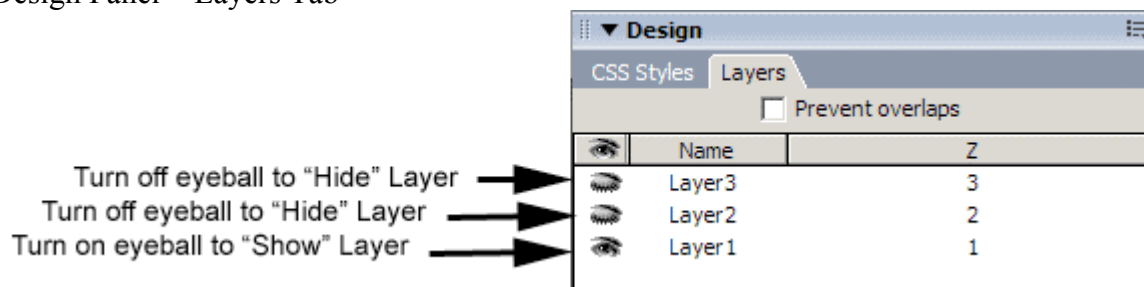 Design Panel – Layers Tab
Design
CSS Styles Layers
Prevent overlaps
Name Z
Turn off eyeball to “Hide” Layer Layer3 3
Turn off eyeball to “Hide” Layer Layer2 2
Turn on eyeball to “Show” Layer Layer1 1